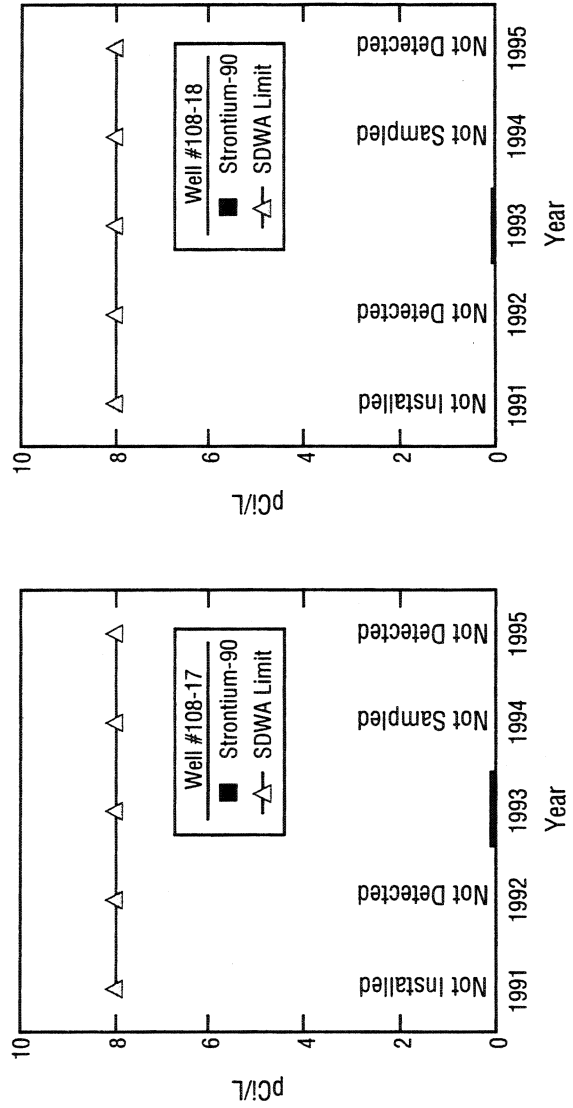 10
8
6
4
2
0
pCi/L
Well #108-17
Strontium-90
SDWA Limit
Not Installed
Not Detected
Not Sampled
Not Detected
1991
1992
1993
1994
1995
Year
10
8
6
4
2
0
pCi/L
Well #108-18
Strontium-90
SDWA Limit
Not Installed
Not Detected
Not Sampled
Not Detected
1991
1992
1993
1994
1995
Year